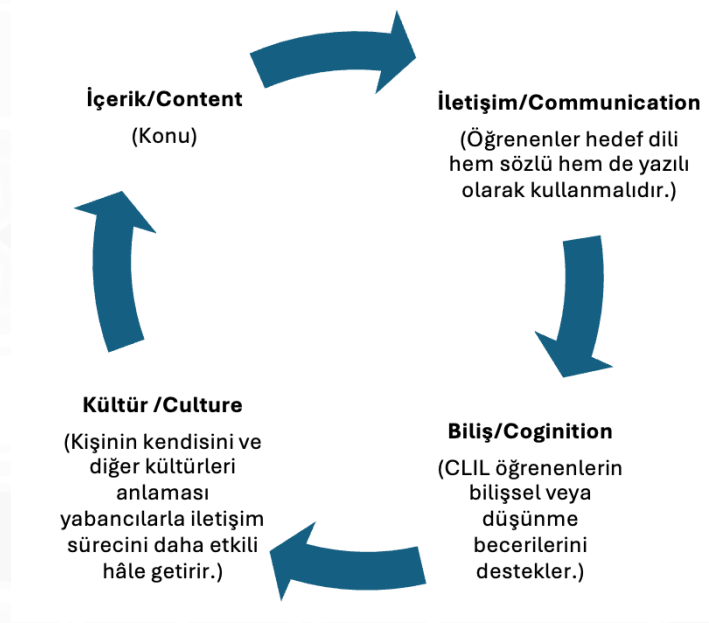 İçerik/Content
(Konu)
İletişim/Communication
(Öğrenenler hedef dili
hem sözlü hem de yazılı
olarak kullanmalıdır.)
Biliş/Coginition
(CLIL öğrenenlerin
bilişsel veya
düşünme
becerilerini
destekler.)
Kültür /Culture
(Kişinin kendisini ve
diğer kültürleri
anlaması
yabancılarla iletişim
sürecini daha etkili
hâle getirir.)